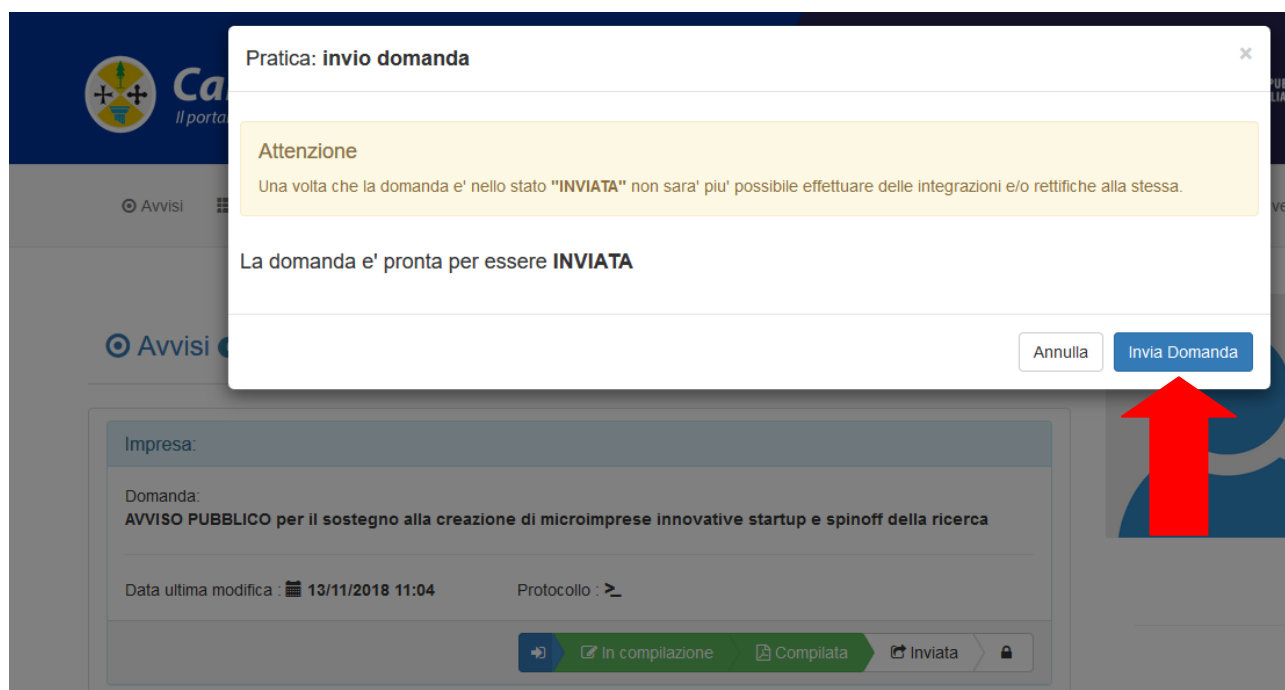 Pratica: invio domanda
×
Ca
Il porta
Attenzione
Una volta che la domanda e' nello stato "INVIATA" non sara' piu' possibile effettuare delle integrazioni e/o rettifiche alla stessa.
Avvisi
La domanda e' pronta per essere INVIATA
Annulla
Invia Domanda
Avvisi
Impresa:
Domanda:
AVVISO PUBBLICO per il sostegno alla creazione di microimprese innovative startup e spinoff della ricerca
Data ultima modifica : 13/11/2018 11:04
Protocollo :
In compilazione
Compilata
Inviata